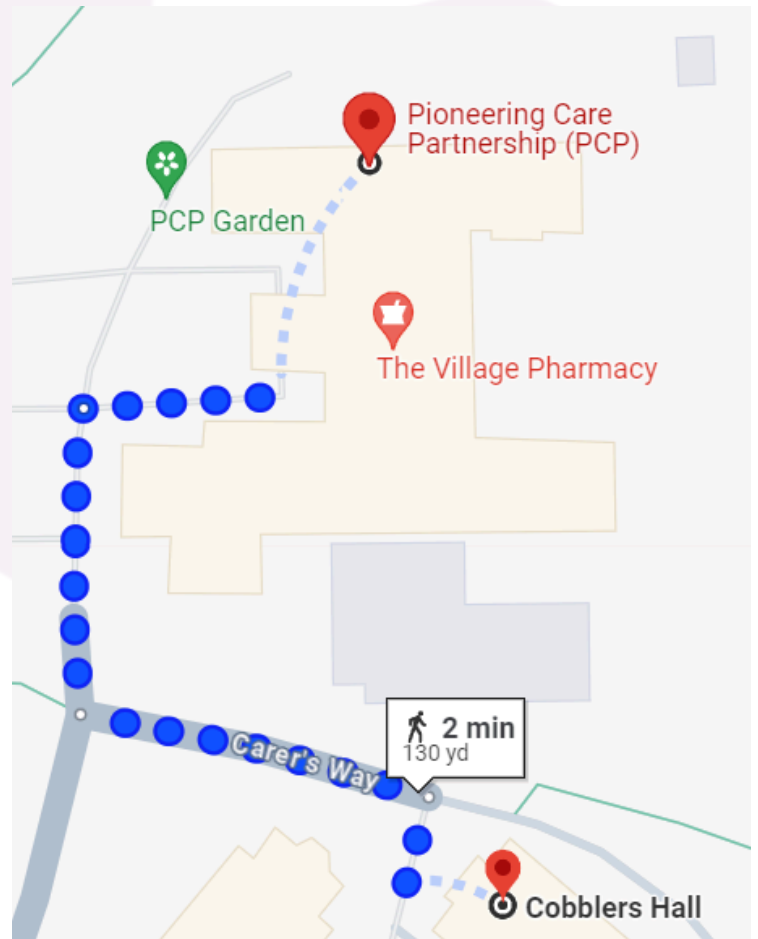 Pioneering Care
Partnership (PCP)
PCP Garden
The Village Pharmacy
2 min
130 yd
Carer's Way
Cobblers Hall